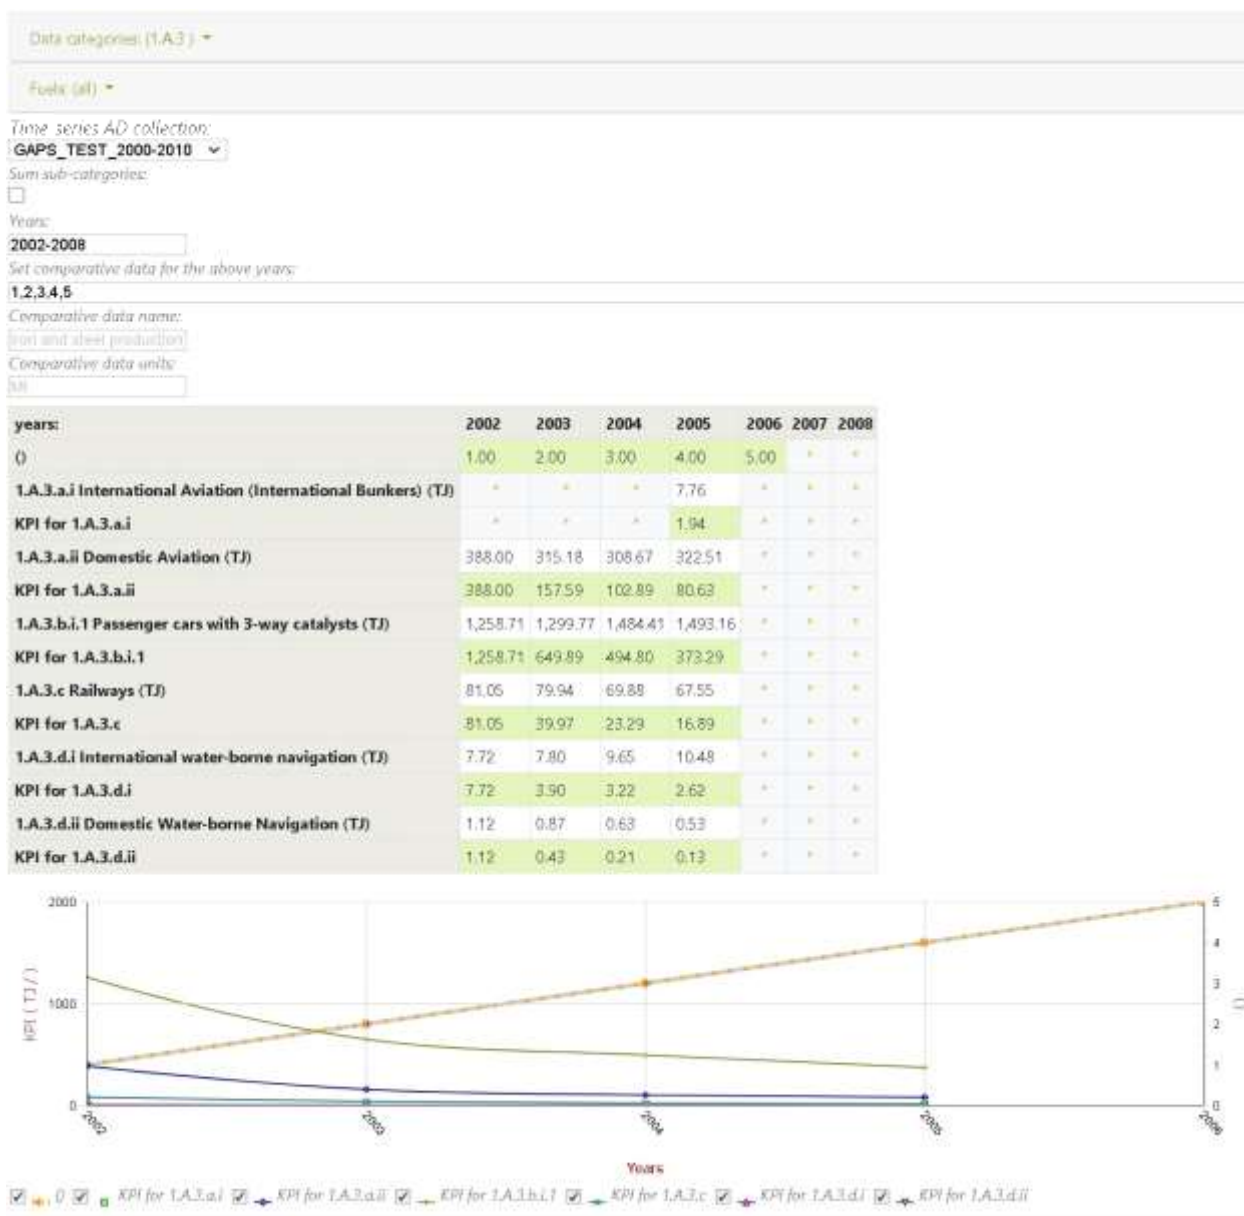 Data categories: (1.A.3 )
Fuels: (all)
Time series AD collection:
GAPS_TEST_2000-2010
Sum sub-categories:
Years:
2002-2008
Set comparative data for the above years:
1,2,3,4,5
Comparative data name:
Iron and steel production
Comparative data units:
years: 2002 2003 2004 2005 2006 2007 2008
() 1.00 2.00 3.00 4.00 5.00 * *
1.A.3.a.i International Aviation (International Bunkers) (TJ) * * * 7.76 * * *
KPI for 1.A.3.a.i * * * 1.94 * * *
1.A.3.a.ii Domestic Aviation (TJ) 388.00 315.18 308.67 322.51 * * *
KPI for 1.A.3.a.ii 388.00 157.59 102.89 80.63 * * *
1.A.3.b.i.1 Passenger cars with 3-way catalysts (TJ) 1,258.71 1,299.77 1,484.41 1,493.16 * * *
KPI for 1.A.3.b.i.1 1,258.71 649.89 494.80 373.29 * * *
1.A.3.c Railways (TJ) 81.05 79.94 69.88 67.55 * * *
KPI for 1.A.3.c 81.05 39.97 23.29 16.89 * * *
1.A.3.d.i International water-borne navigation (TJ) 7.72 7.80 9.65 10.48 * * *
KPI for 1.A.3.d.i 7.72 3.90 3.22 2.62 * * *
1.A.3.d.ii Domestic Water-borne Navigation (TJ) 1.12 0.87 0.63 0.53 * * *
KPI for 1.A.3.d.ii 1.12 0.43 0.21 0.13 * * *
2000 5
4
KPI ( TJ / )
1000 3
()
2
1
0 0
2002 2003 2004 2005 2006
Years
() KPI for 1.A.3.a.i KPI for 1.A.3.a.ii KPI for 1.A.3.b.i.1 KPI for 1.A.3.c KPI for 1.A.3.d.i KPI for 1.A.3.d.ii